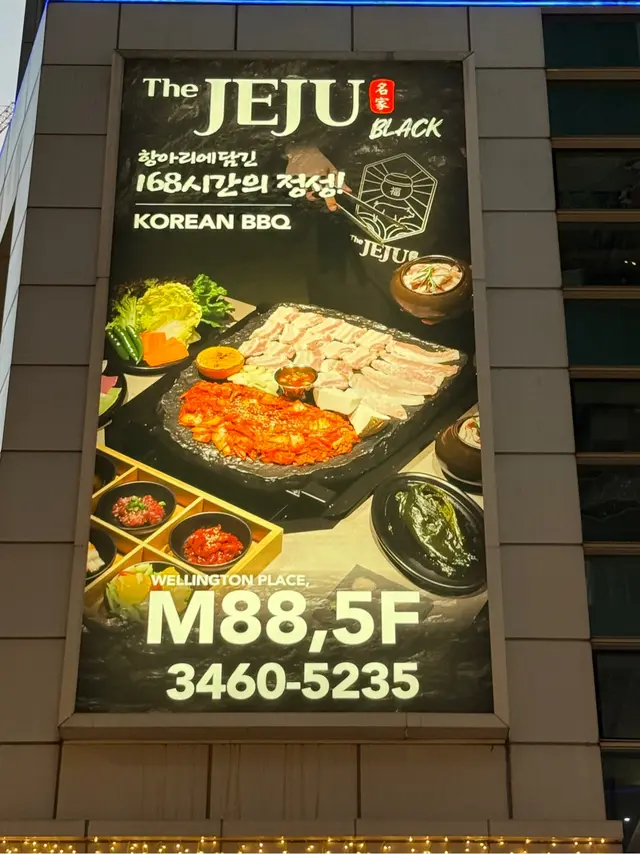 The JEJU 名家
BLACK
항아리에 담긴
168시간의 정성!
KOREAN BBQ
福
The JEJU
WELLINGTON PLACE,
M88,5F
3460-5235